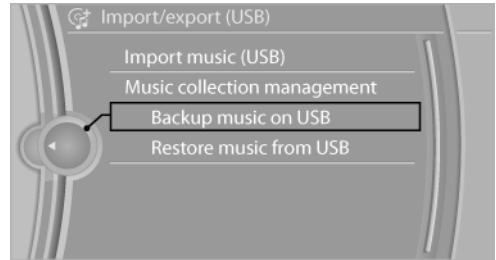 Import/export (USB)
Import music (USB)
Music collection management
Backup music on USB
Restore music from USB